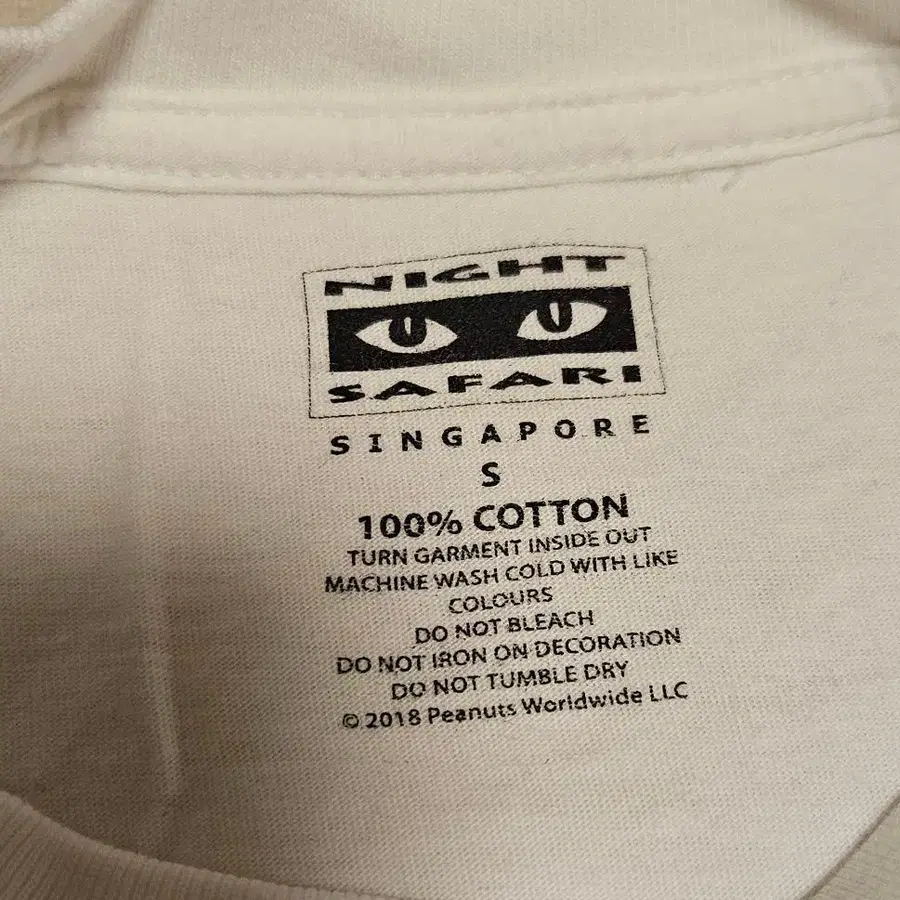 NIGHT
SAFARI
SINGAPORE
S
100% COTTON
TURN GARMENT INSIDE OUT
MACHINE WASH COLD WITH LIKE
COLOURS
DO NOT BLEACH
DO NOT IRON ON DECORATION
DO NOT TUMBLE DRY
© 2018 Peanuts Worldwide LLC